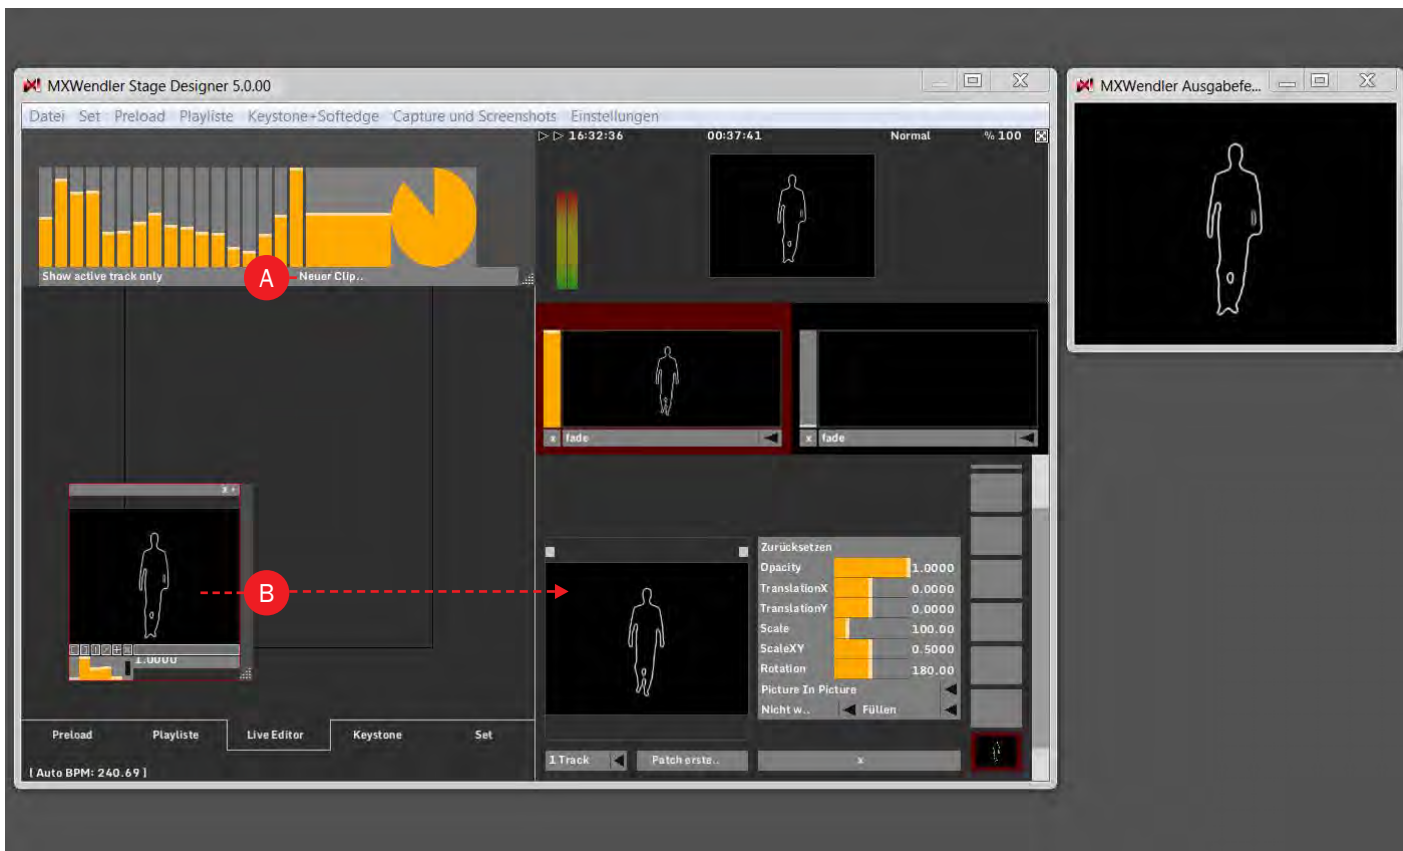 MXWendler Stage Designer 5.0.00
Datei Set Preload Playliste Keystone+Softedge Capture und Screenshots Einstellungen
16:32:36 00:37:41 Normal % 100
Show active track only
A
Neuer Clip..
x fade
x fade
x +
B
1.0000
Zurücksetzen
Opacity 1.0000
TranslationX 0.0000
TranslationY 0.0000
Scale 100.00
ScaleXY 0.5000
Rotation 180.00
Picture In Picture
Nicht w.. Füllen
1 Track Patch erste.. x
Preload Playliste Live Editor Keystone Set
[ Auto BPM: 240.69 ]
MXWendler Ausgabefe...